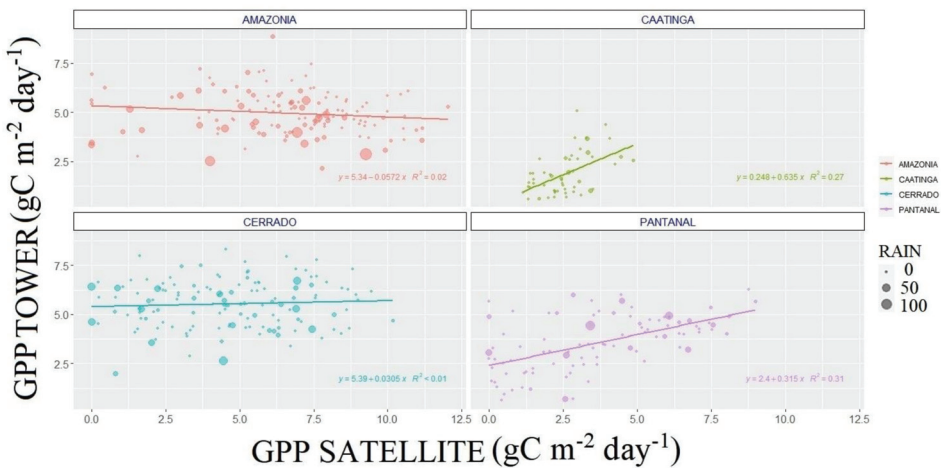 AMAZONIA
CAATINGA
GPP TOWER (gC m⁻² day⁻¹)
7.5
5.0
2.5
y = 5.34−0.0572 x  R² = 0.02
y = 0.248 + 0.635 x  R² = 0.27
AMAZONIA
CAATINGA
CERRADO
PANTANAL
CERRADO
PANTANAL
7.5
5.0
2.5
y = 5.39 + 0.0305 x  R² = 0.01
y = 2.4 + 0.315 x  R² = 0.31
RAIN
0
50
100
0.0 2.5 5.0 7.5 10.0 12.5
0.0 2.5 5.0 7.5 10.0 12.5
GPP SATELLITE (gC m⁻² day⁻¹)